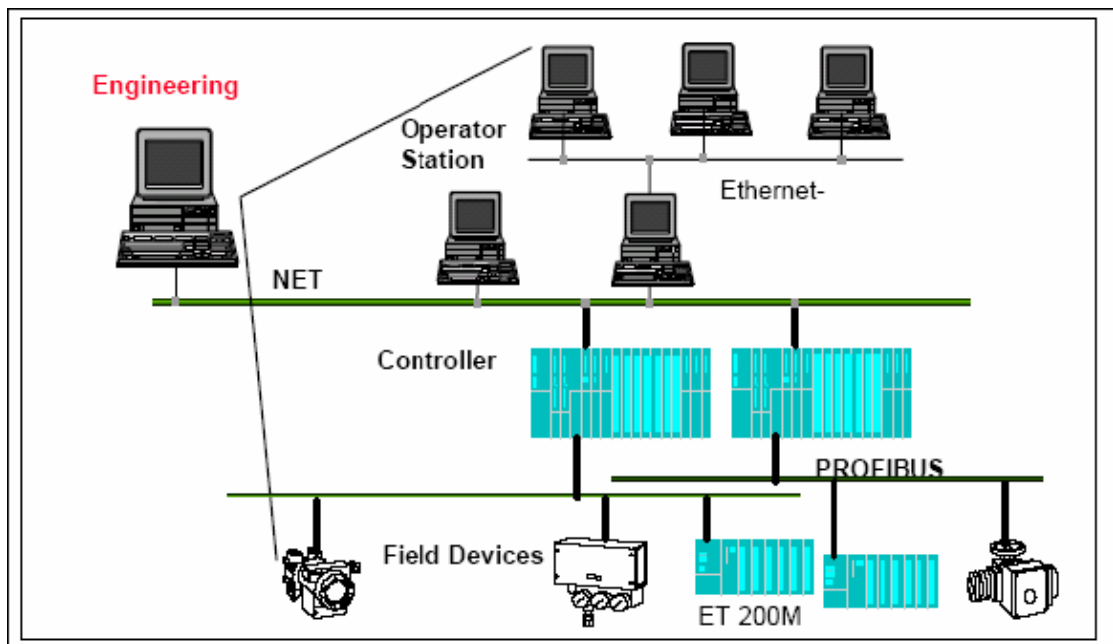 Engineering
Operator
Station
Ethernet-
NET
Controller
PROFIBUS
Field Devices
ET 200M